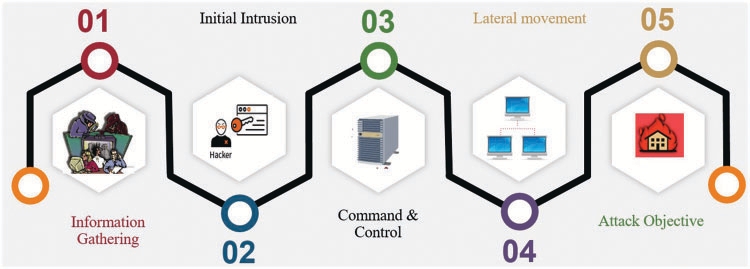 01
Initial Intrusion
03
Lateral movement
05
Hacker
Information
Gathering
02
Command &
Control
04
Attack Objective